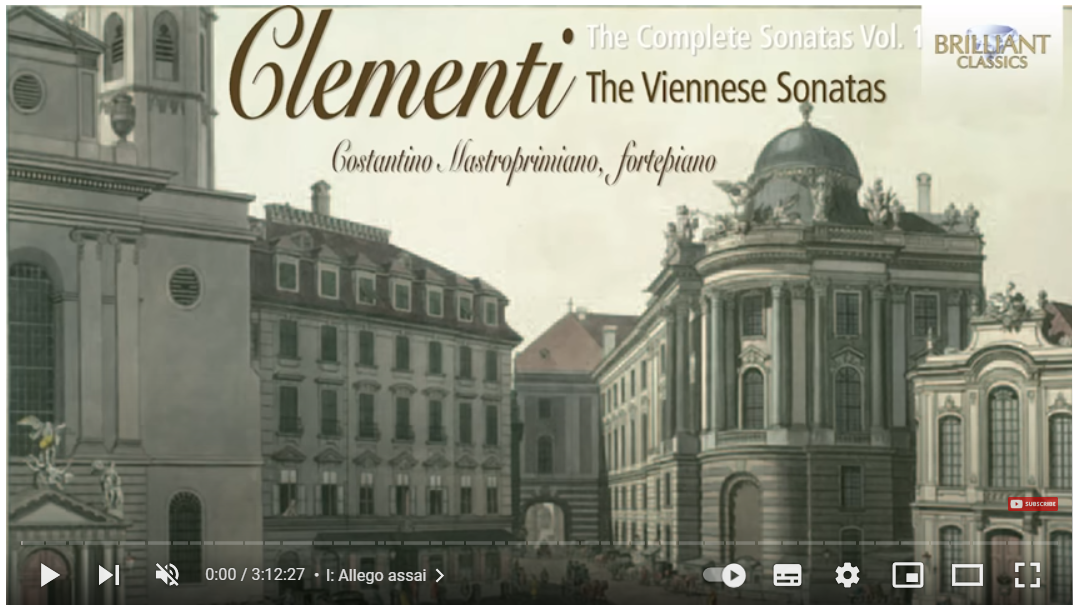 Clementi
The Complete Sonatas Vol. 1
The Viennese Sonatas
Costantino Mastroprimiano, fortepiano
BRILLIANT
CLASSICS
SUBSCRIBE
0:00 / 3:12:27 • I: Allego assai